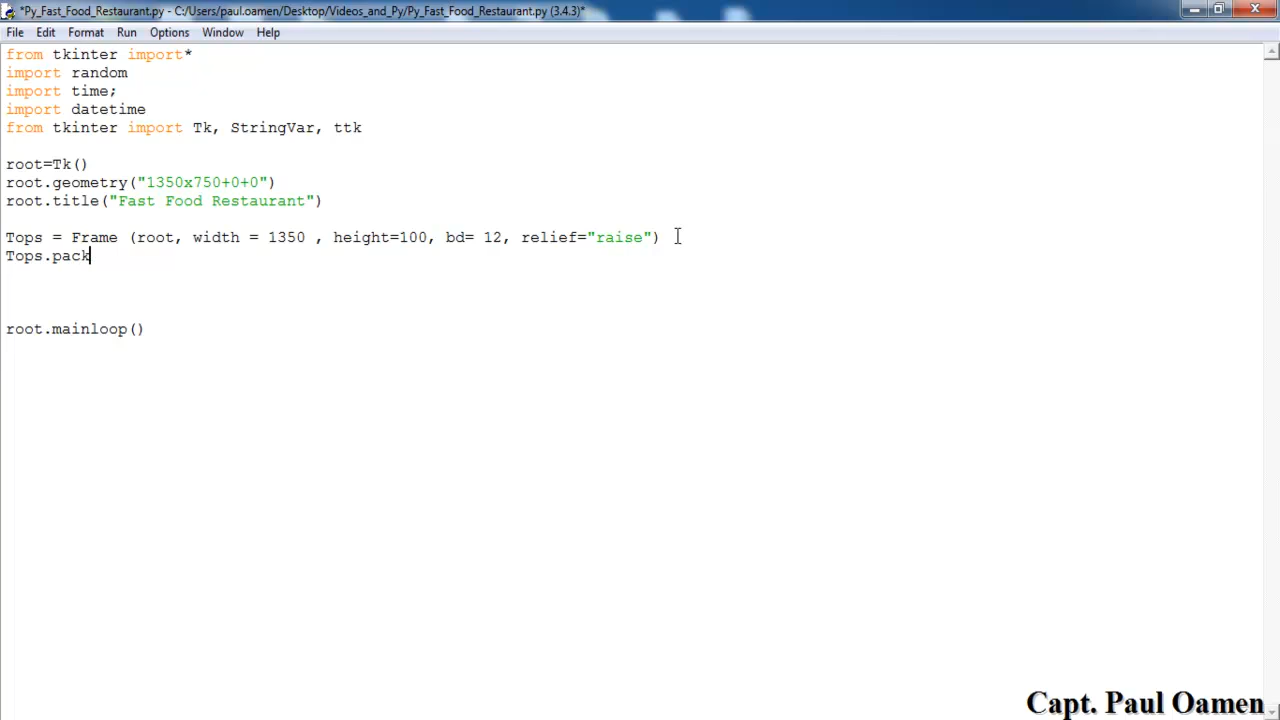 *Py_Fast_Food_Restaurant.py - C:/Users/paul.oamen/Desktop/Videos_and_Py/Py_Fast_Food_Restaurant.py (3.4.3)*
File Edit Format Run Options Window Help
from tkinter import*
import random
import time;
import datetime
from tkinter import Tk, StringVar, ttk
root=Tk()
root.geometry("1350x750+0+0")
root.title("Fast Food Restaurant")
Tops = Frame (root, width = 1350 , height=100, bd= 12, relief="raise")
Tops.pack
root.mainloop()
Capt. Paul Oamen